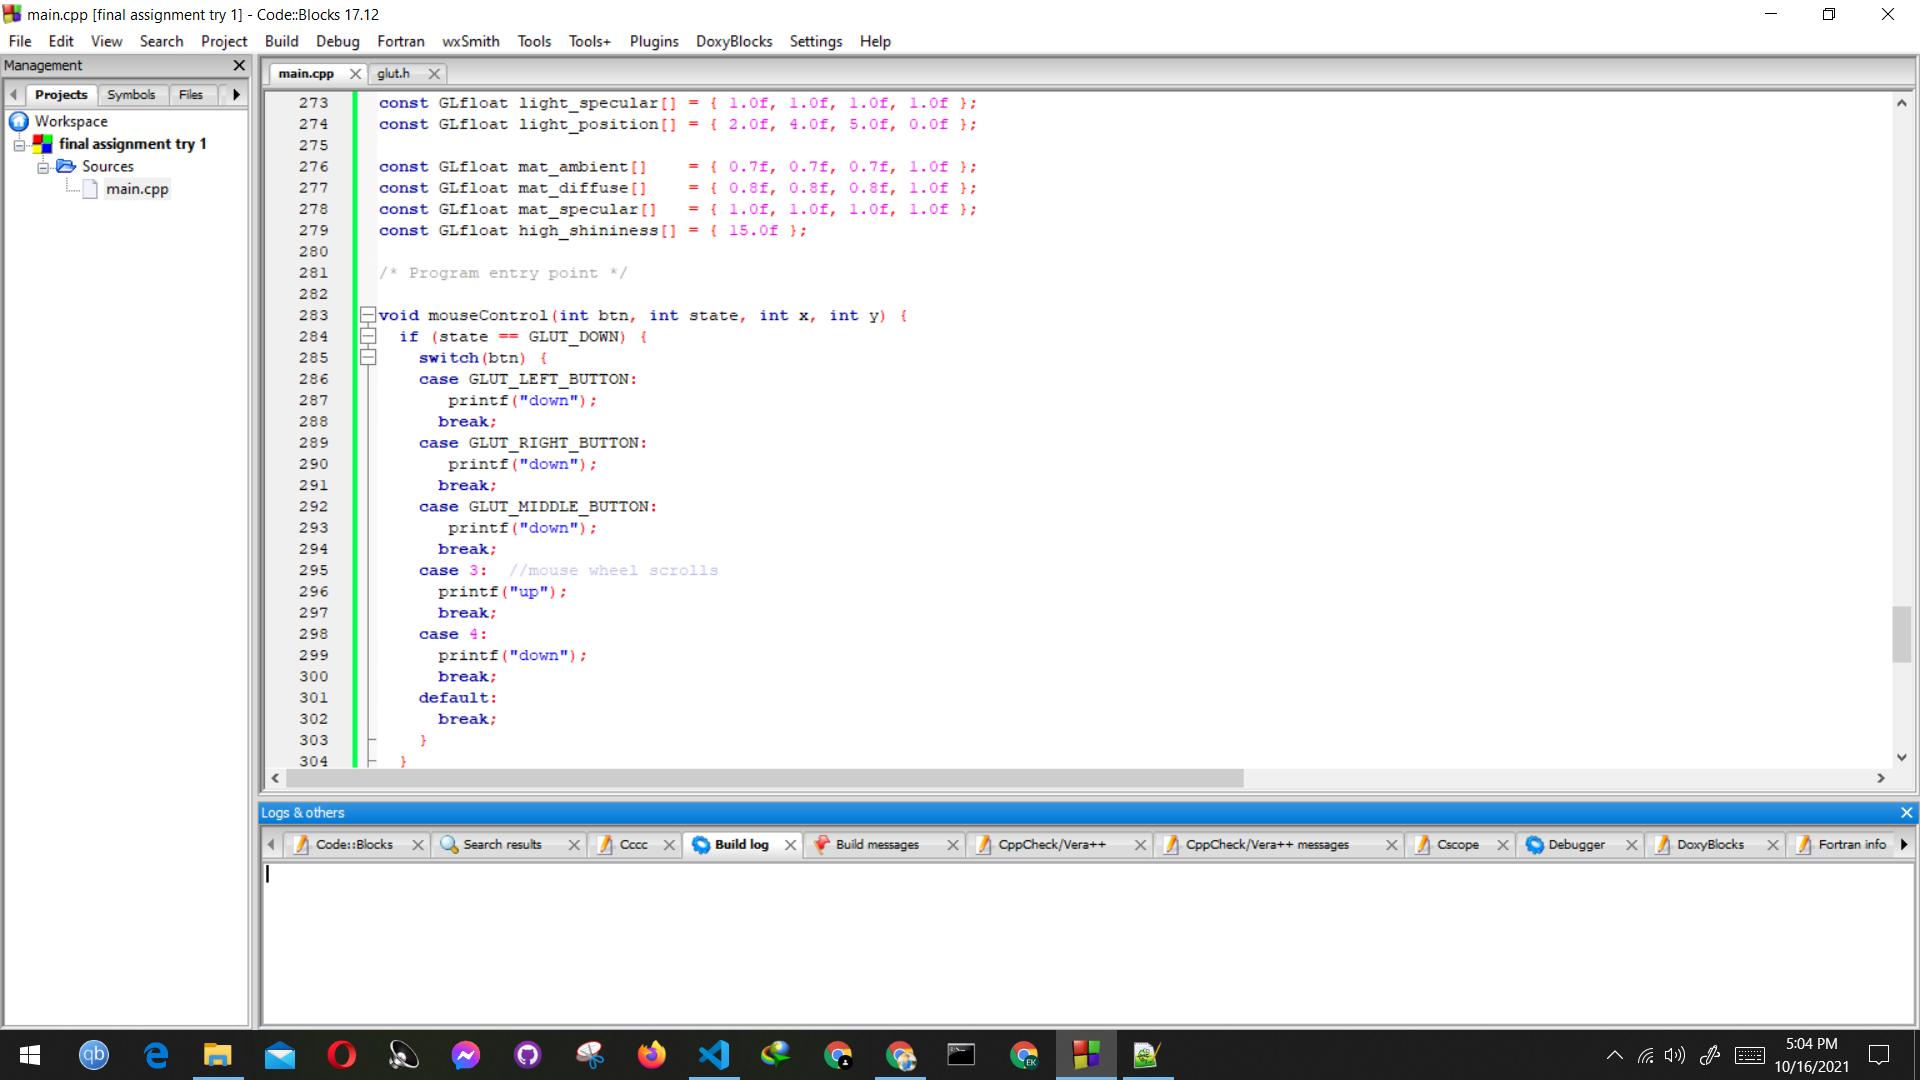 main.cpp [final assignment try 1] - Code::Blocks 17.12
File Edit View Search Project Build Debug Fortran wxSmith Tools Tools+ Plugins DoxyBlocks Settings Help
Management
Projects Symbols Files
Workspace
final assignment try 1
Sources
main.cpp
main.cpp glut.h
273 const GLfloat light_specular[] = { 1.0f, 1.0f, 1.0f, 1.0f };
274 const GLfloat light_position[] = { 2.0f, 4.0f, 5.0f, 0.0f };
275
276 const GLfloat mat_ambient[]    = { 0.7f, 0.7f, 0.7f, 1.0f };
277 const GLfloat mat_diffuse[]    = { 0.8f, 0.8f, 0.8f, 1.0f };
278 const GLfloat mat_specular[]   = { 1.0f, 1.0f, 1.0f, 1.0f };
279 const GLfloat high_shininess[] = { 15.0f };
280
281 /* Program entry point */
282
283 void mouseControl(int btn, int state, int x, int y) {
284   if (state == GLUT_DOWN) {
285     switch(btn) {
286     case GLUT_LEFT_BUTTON:
287        printf("down");
288       break;
289     case GLUT_RIGHT_BUTTON:
290        printf("down");
291       break;
292     case GLUT_MIDDLE_BUTTON:
293        printf("down");
294       break;
295     case 3:  //mouse wheel scrolls
296       printf("up");
297       break;
298     case 4:
299       printf("down");
300       break;
301     default:
302       break;
303     }
304   }
Logs & others
Code::Blocks Search results Cccc Build log Build messages CppCheck/Vera++ CppCheck/Vera++ messages Cscope Debugger DoxyBlocks Fortran info
qb
EK
5:04 PM
10/16/2021